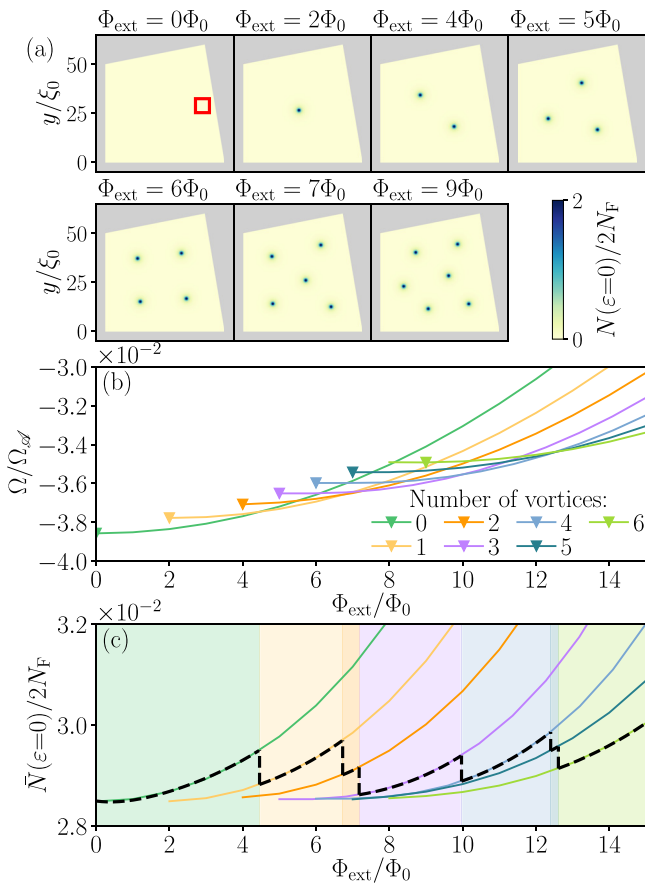 (a)
Φext = 0Φ0 Φext = 2Φ0 Φext = 4Φ0 Φext = 5Φ0
y/ξ0
50
25
0
Φext = 6Φ0 Φext = 7Φ0 Φext = 9Φ0
y/ξ0
50
25
0
2
0
N(ε=0)/2NF
×10−2
(b)
Ω/Ω𝒜
−3.0
−3.2
−3.4
−3.6
−3.8
−4.0
Number of vortices:
0 2 4 6
1 3 5
0 2 4 6 8 10 12 14
Φext/Φ0
×10−2
(c)
N̄(ε=0)/2NF
3.2
3.0
2.8
0 2 4 6 8 10 12 14
Φext/Φ0